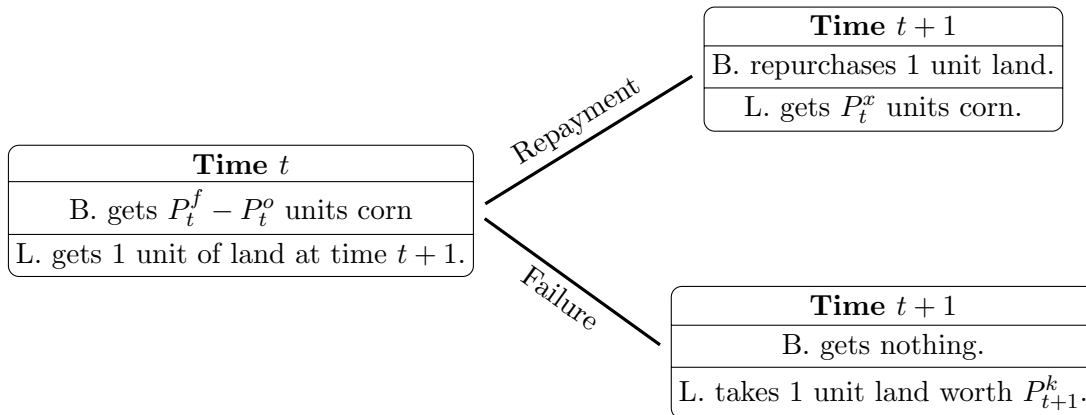 Time $t$
B. gets $P_t^f - P_t^o$ units corn
L. gets 1 unit of land at time $t+1$.
Repayment
Failure
Time $t+1$
B. repurchases 1 unit land.
L. gets $P_t^x$ units corn.
Time $t+1$
B. gets nothing.
L. takes 1 unit land worth $P_{t+1}^k$.